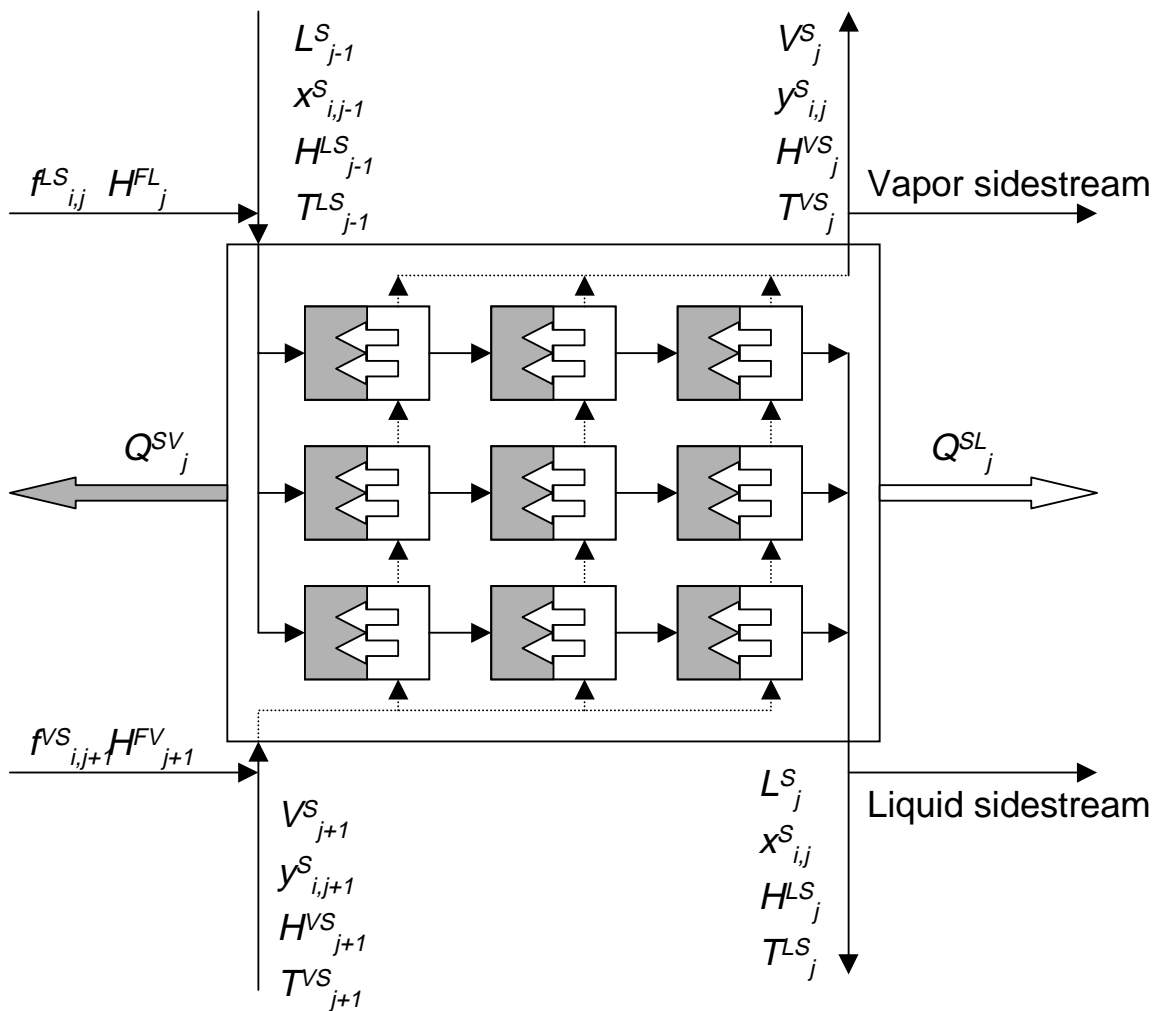 L^S_{j-1}
x^S_{i,j-1}
H^{LS}_{j-1}
T^{LS}_{j-1}
V^S_j
y^S_{i,j}
H^{VS}_j
T^{VS}_j
f^{LS}_{i,j} H^{FL}_j
Vapor sidestream
Q^{SV}_j
Q^{SL}_j
f^{VS}_{i,j+1} H^{FV}_{j+1}
V^S_{j+1}
y^S_{i,j+1}
H^{VS}_{j+1}
T^{VS}_{j+1}
L^S_j
x^S_{i,j}
H^{LS}_j
T^{LS}_j
Liquid sidestream